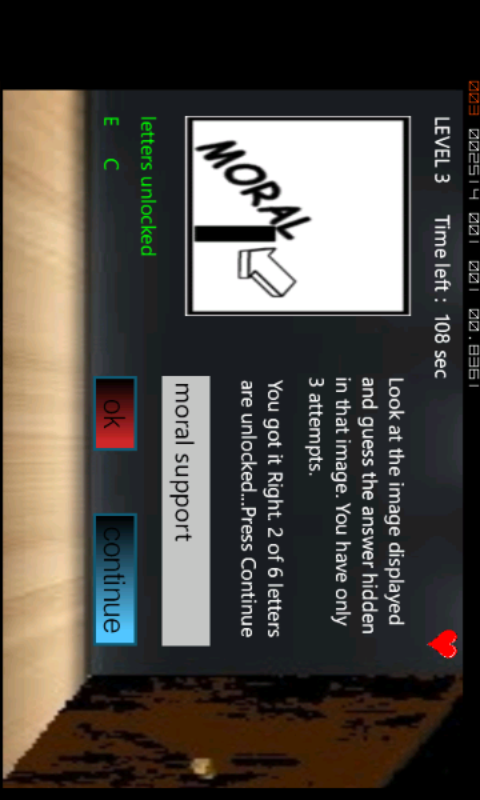 003 002514 001 001 00.8361
LEVEL 3 Time left : 108 sec
MORAL
Look at the image displayed
and guess the answer hidden
in that image. You have only
3 attempts.
You got it Right. 2 of 6 letters
are unlocked...Press Continue
moral support
letters unlocked
E C
ok
continue